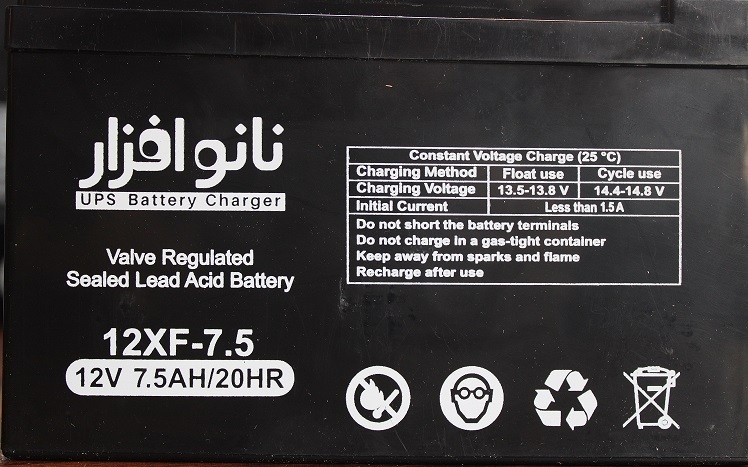 نانو افزار
UPS Battery Charger
Valve Regulated
Sealed Lead Acid Battery
12XF-7.5
12V 7.5AH/20HR
Constant Voltage Charge (25 °C)
Charging Method Float use Cycle use
Charging Voltage 13.5-13.8 V 14.4-14.8 V
Initial Current Less than 1.5 A
Do not short the battery terminals
Do not charge in a gas-tight container
Keep away from sparks and flame
Recharge after use